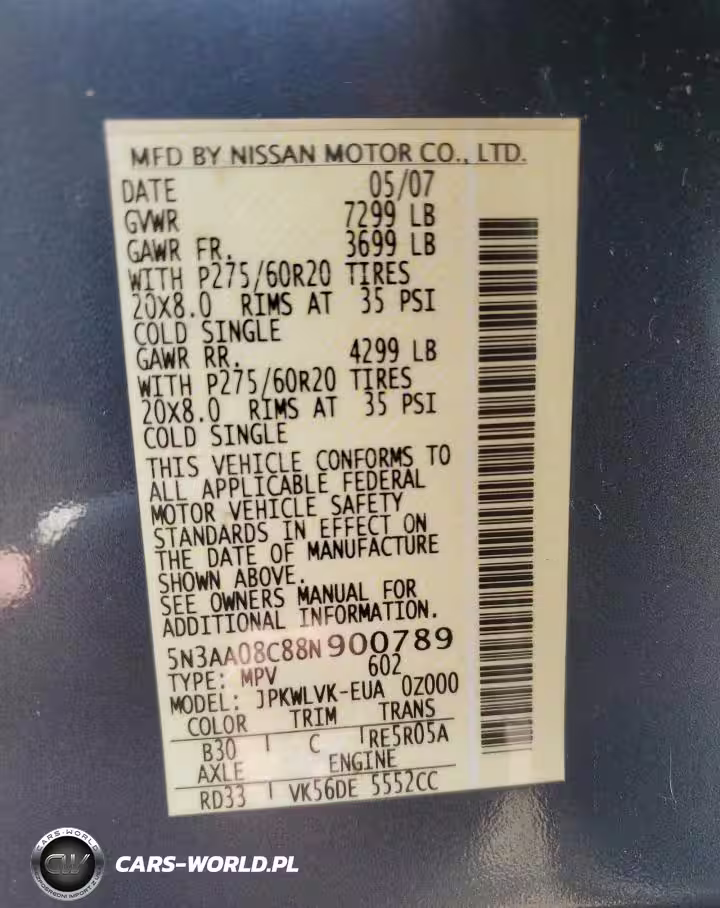 MFD BY NISSAN MOTOR CO., LTD.
DATE 05/07
GVWR 7299 LB
GAWR FR. 3699 LB
WITH P275/60R20 TIRES
20X8.0 RIMS AT 35 PSI
COLD SINGLE
GAWR RR. 4299 LB
WITH P275/60R20 TIRES
20X8.0 RIMS AT 35 PSI
COLD SINGLE
THIS VEHICLE CONFORMS TO
ALL APPLICABLE FEDERAL
MOTOR VEHICLE SAFETY
STANDARDS IN EFFECT ON
THE DATE OF MANUFACTURE
SHOWN ABOVE.
SEE OWNERS MANUAL FOR
ADDITIONAL INFORMATION.
5N3AA08C88N900789
TYPE: MPV 602
MODEL: JPKWLVK-EUA 0Z000
COLOR TRIM TRANS
B30 C RE5R05A
AXLE ENGINE
RD33 VK56DE 5552CC
CARS-WORLD
CW
CARS-WORLD.PL